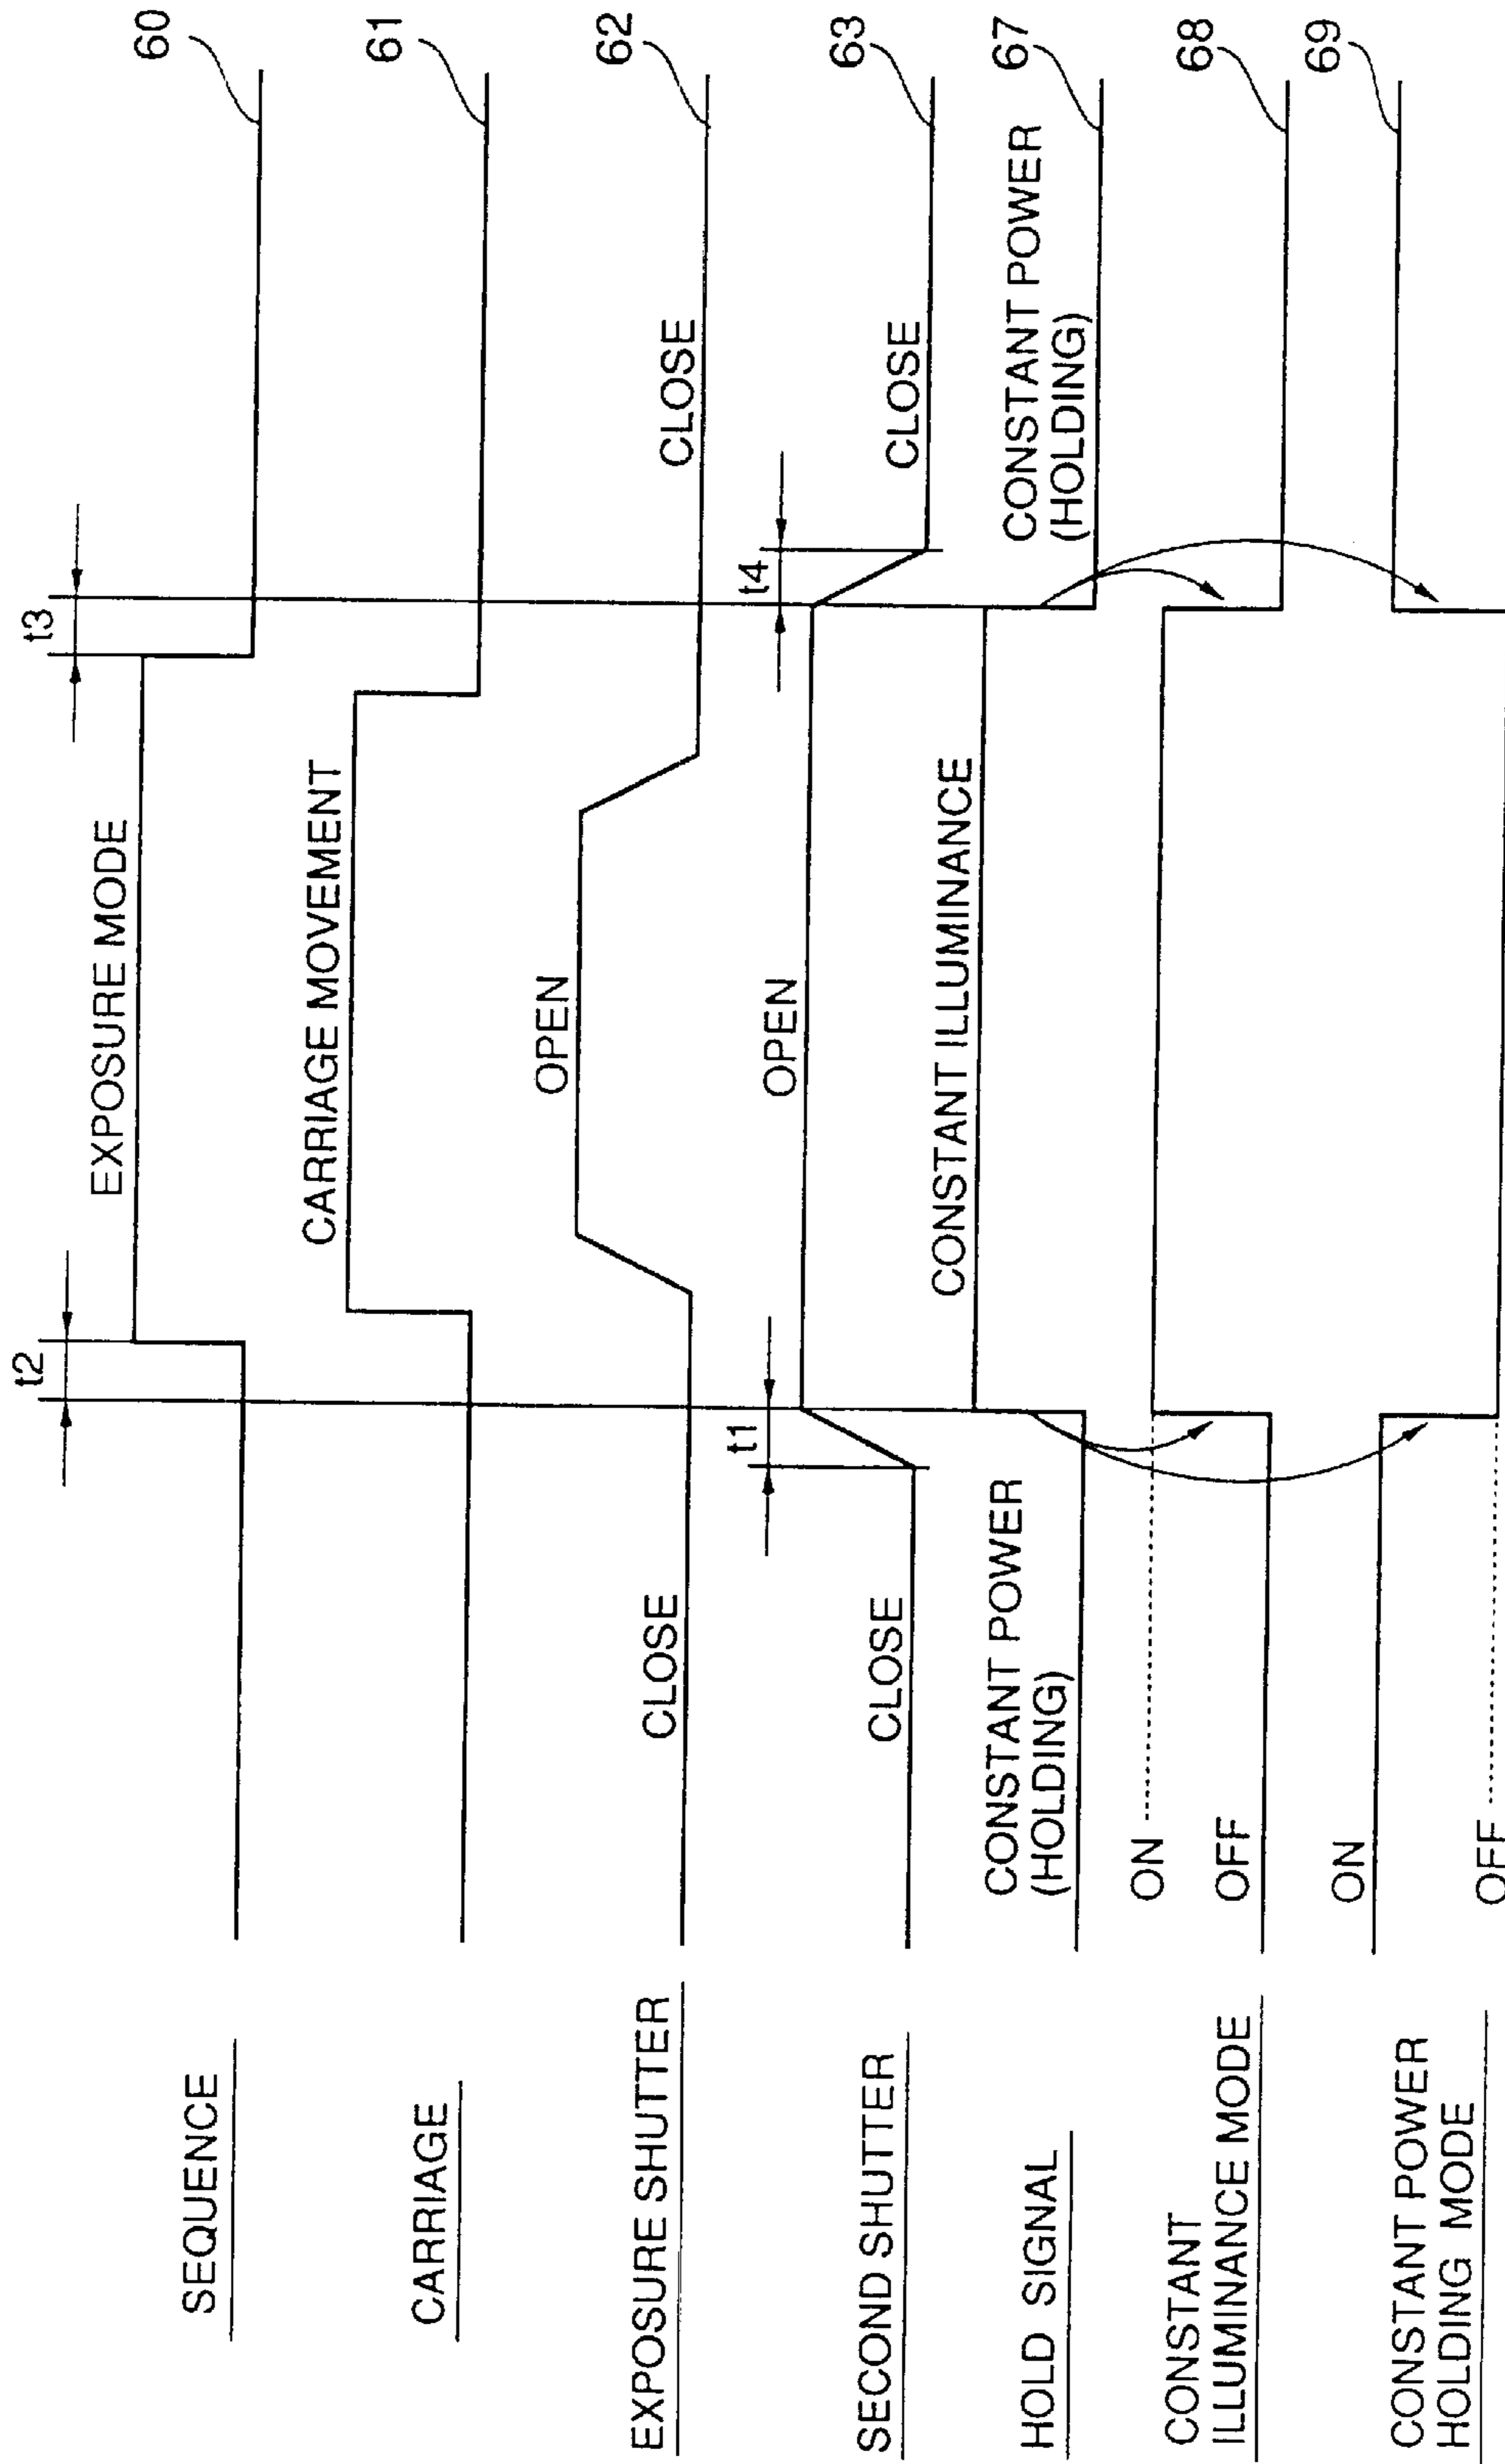 t2
t3
60
EXPOSURE MODE
SEQUENCE
61
CARRIAGE MOVEMENT
CARRIAGE
62
CLOSE
OPEN
CLOSE
EXPOSURE SHUTTER
63
t1
t4
CLOSE
OPEN
CLOSE
SECOND SHUTTER
67
CONSTANT POWER
(HOLDING)
CONSTANT ILLUMINANCE
CONSTANT POWER
(HOLDING)
HOLD SIGNAL
68
ON
OFF
CONSTANT
ILLUMINANCE MODE
69
ON
OFF
CONSTANT POWER
HOLDING MODE